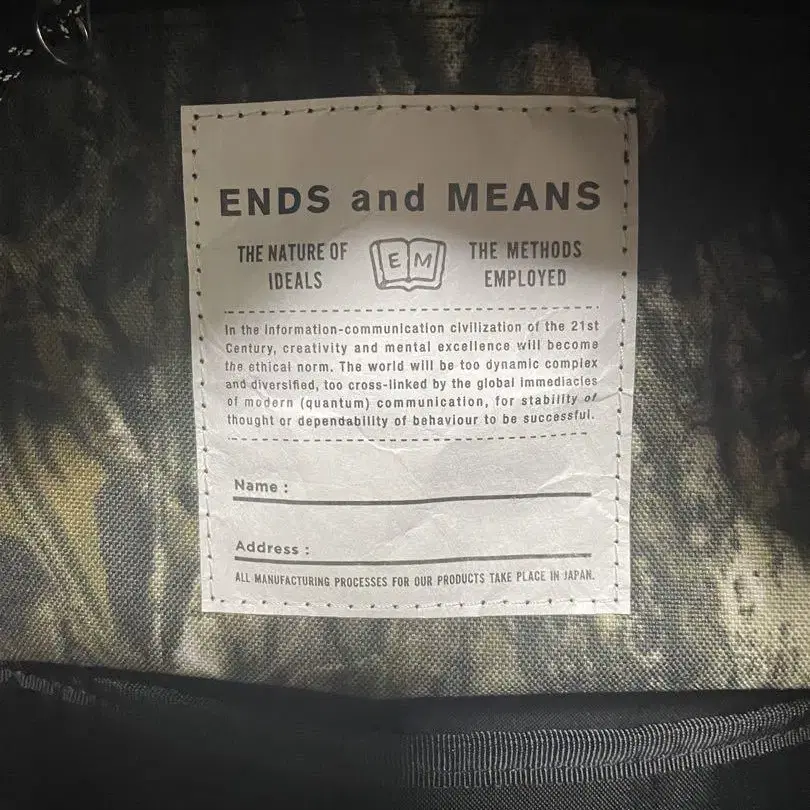 ENDS and MEANS
THE NATURE OF IDEALS
E M
THE METHODS EMPLOYED
In the Information-communication civilization of the 21st
Century, creativity and mental excellence will become
the ethical norm. The world will be too dynamic complex
and diversified, too cross-linked by the global immediacies
of modern (quantum) communication, for stability of
thought or dependability of behaviour to be successful.
Name :
Address :
ALL MANUFACTURING PROCESSES FOR OUR PRODUCTS TAKE PLACE IN JAPAN.